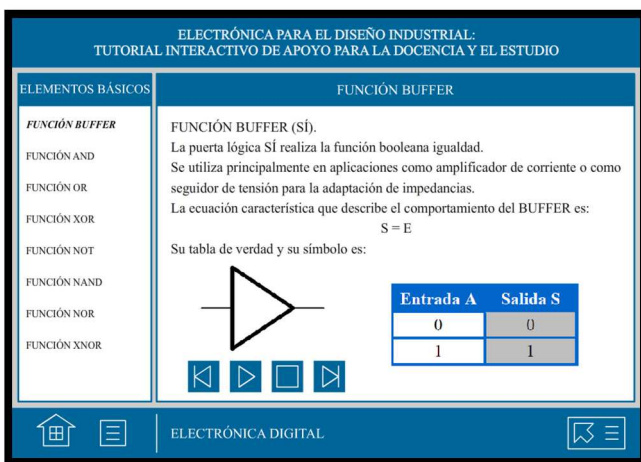 ELECTRÓNICA PARA EL DISEÑO INDUSTRIAL:
TUTORIAL INTERACTIVO DE APOYO PARA LA DOCENCIA Y EL ESTUDIO
ELEMENTOS BÁSICOS
FUNCIÓN BUFFER
FUNCIÓN AND
FUNCIÓN OR
FUNCIÓN XOR
FUNCIÓN NOT
FUNCIÓN NAND
FUNCIÓN NOR
FUNCIÓN XNOR
FUNCIÓN BUFFER
FUNCIÓN BUFFER (SÍ).
La puerta lógica SÍ realiza la función booleana igualdad.
Se utiliza principalmente en aplicaciones como amplificador de corriente o como
seguidor de tensión para la adaptación de impedancias.
La ecuación característica que describe el comportamiento del BUFFER es:
S = E
Su tabla de verdad y su símbolo es:
Entrada A Salida S
0 0
1 1
ELECTRÓNICA DIGITAL